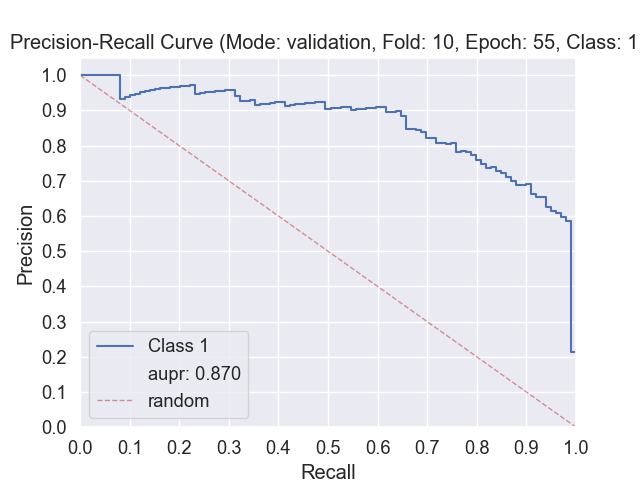 Precision-Recall Curve (Mode: validation, Fold: 10, Epoch: 55, Class: 1
1.0
0.9
0.8
0.7
0.6
0.5
0.4
0.3
0.2
0.1
0.0
Precision
Class 1
aupr: 0.870
random
0.0 0.1 0.2 0.3 0.4 0.5 0.6 0.7 0.8 0.9 1.0
Recall